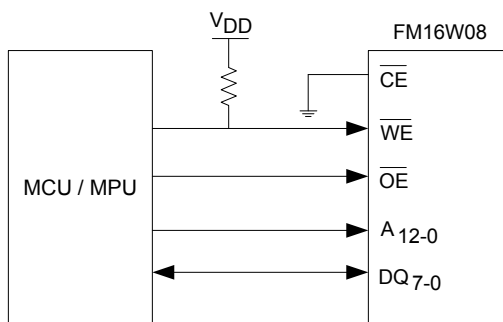 VDD
FM16W08
CE
WE
MCU / MPU
OE
A12-0
DQ7-0